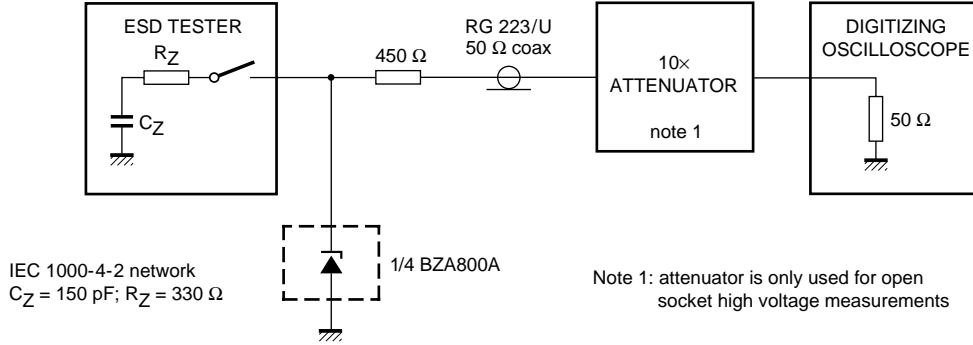 ESD TESTER
RZ
CZ
450 Ω
RG 223/U
50 Ω coax
10×
ATTENUATOR
note 1
DIGITIZING
OSCILLOSCOPE
50 Ω
1/4 BZA800A
IEC 1000-4-2 network
CZ = 150 pF; RZ = 330 Ω
Note 1: attenuator is only used for open
socket high voltage measurements